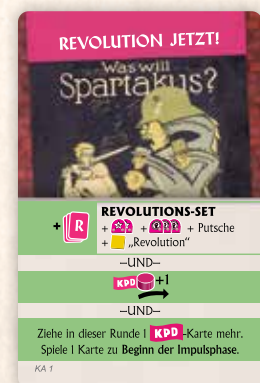 REVOLUTION JETZT!
Was will
Spartakus?
+ R
REVOLUTIONS-SET
+ + + Putsche
+ „Revolution“
–UND–
KPD +1
–UND–
Ziehe in dieser Runde 1 KPD-Karte mehr.
Spiele 1 Karte zu Beginn der Impulsphase.
KA 1